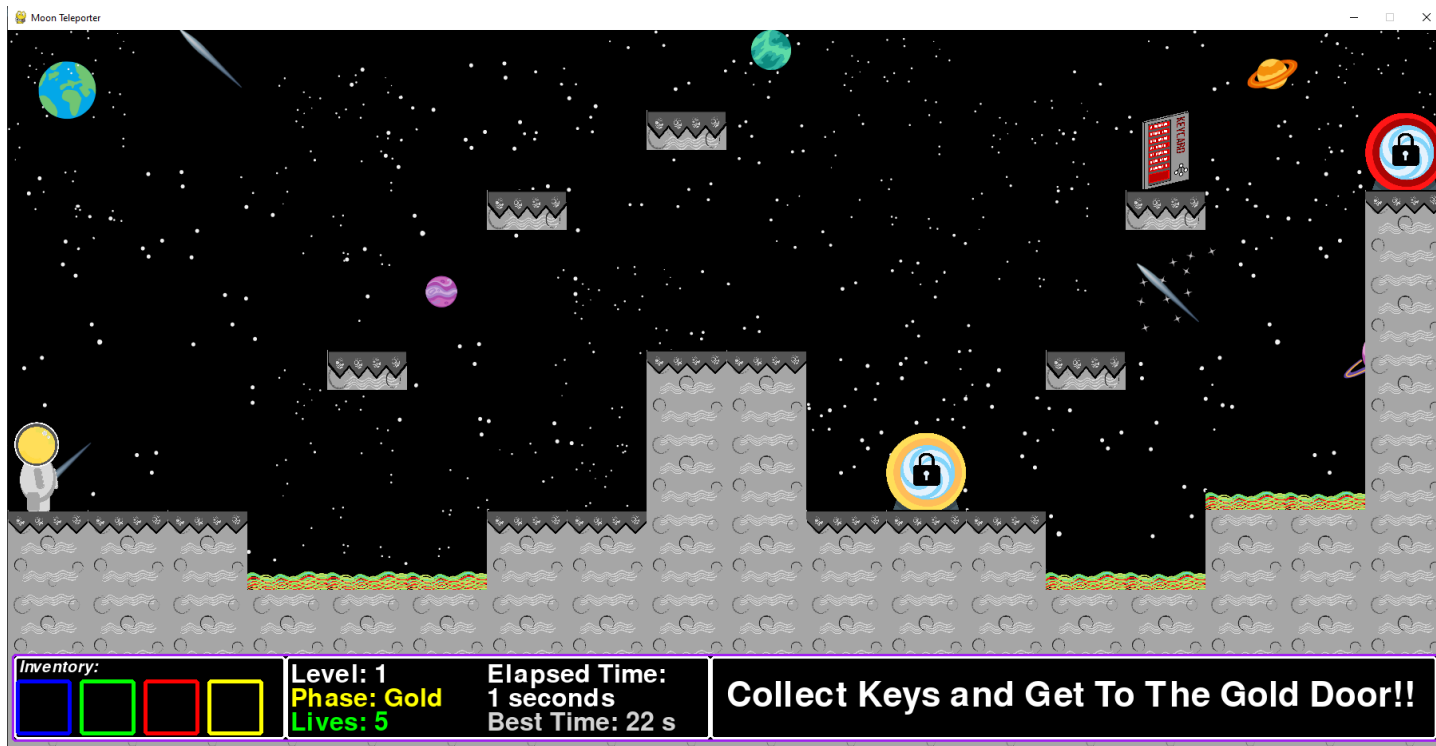 Moon Teleporter
KEYCARD
Inventory:
Level: 1
Phase: Gold
Lives: 5
Elapsed Time:
1 seconds
Best Time: 22 s
Collect Keys and Get To The Gold Door!!